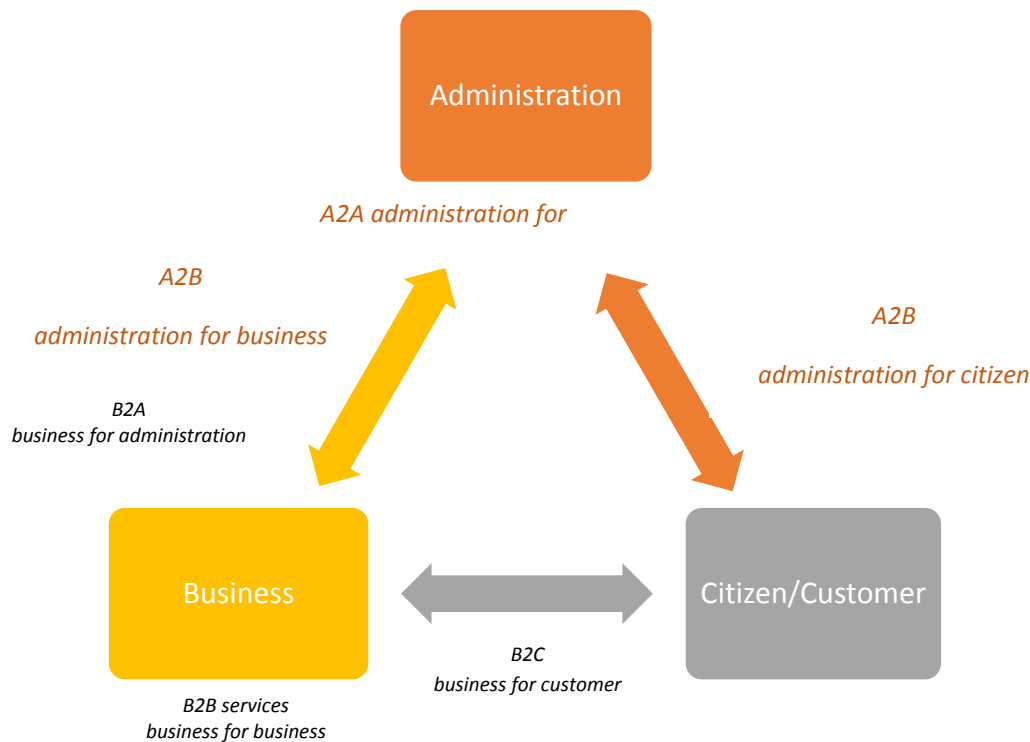 Administration
A2A administration for
A2B
administration for business
A2B
administration for citizen
B2A
business for administration
Business
Citizen/Customer
B2C
business for customer
B2B services
business for business